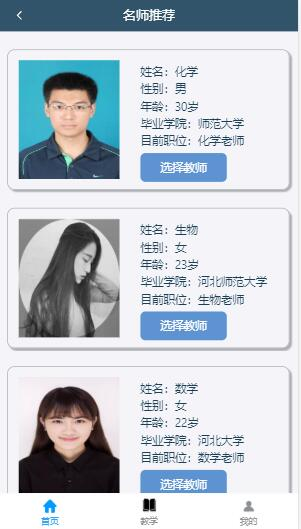 名师推荐
姓名：化学
性别：男
年龄：30岁
毕业学院：师范大学
目前职位：化学老师
选择教师
姓名：生物
性别：女
年龄：23岁
毕业学院：河北师范大学
目前职位：生物老师
选择教师
姓名：数学
性别：女
年龄：22岁
毕业学院：河北大学
目前职位：数学老师
选择教师
首页
教学
我的